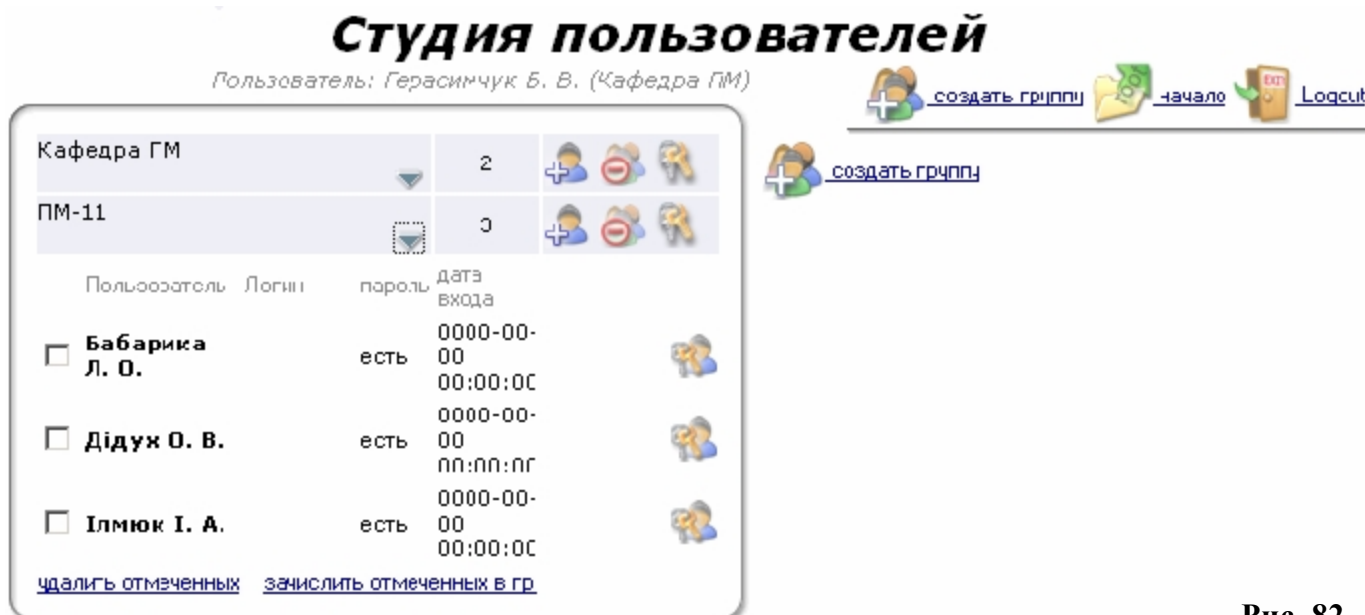 Студия пользователей
Пользователь: Герасимчук Б. В. (Кафедра ПМ)
создать группу начало Logout
Кафедра ПМ 2
создать группу
ПМ-11
Пользователь Логин пароль дата
входа
Бабарика
Л. О. есть 0000-00-
00
00:00:00
Дідух О. В. есть 0000-00-
00
00:00:00
І. А. есть 0000-00-
00
00:00:00
удалить отмеченных зачислить отмеченных в гр
Рис. 82